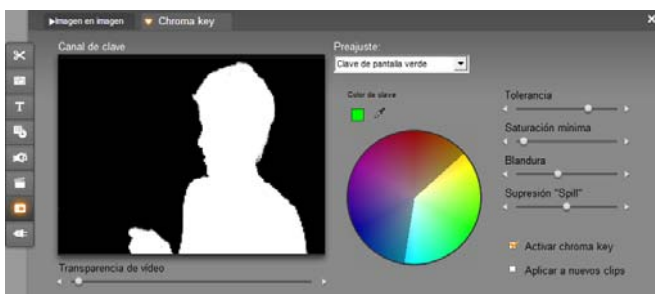 Imagen en imagen
Chroma key
Canal de clave
Preajuste:
Clave de pantalla verde
Color de clave
Tolerancia
Saturación mínima
Blandura
Supresión "Spill"
Activar chroma key
Aplicar a nuevos clips
Transparencia de vídeo